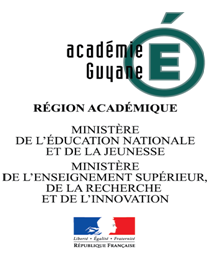 académie
Guyane
É
RÉGION ACADÉMIQUE
MINISTÈRE
DE L'ÉDUCATION NATIONALE
ET DE LA JEUNESSE
MINISTÈRE
DE L'ENSEIGNEMENT SUPÉRIEUR,
DE LA RECHERCHE
ET DE L'INNOVATION
Liberté • Égalité • Fraternité
RÉPUBLIQUE FRANÇAISE